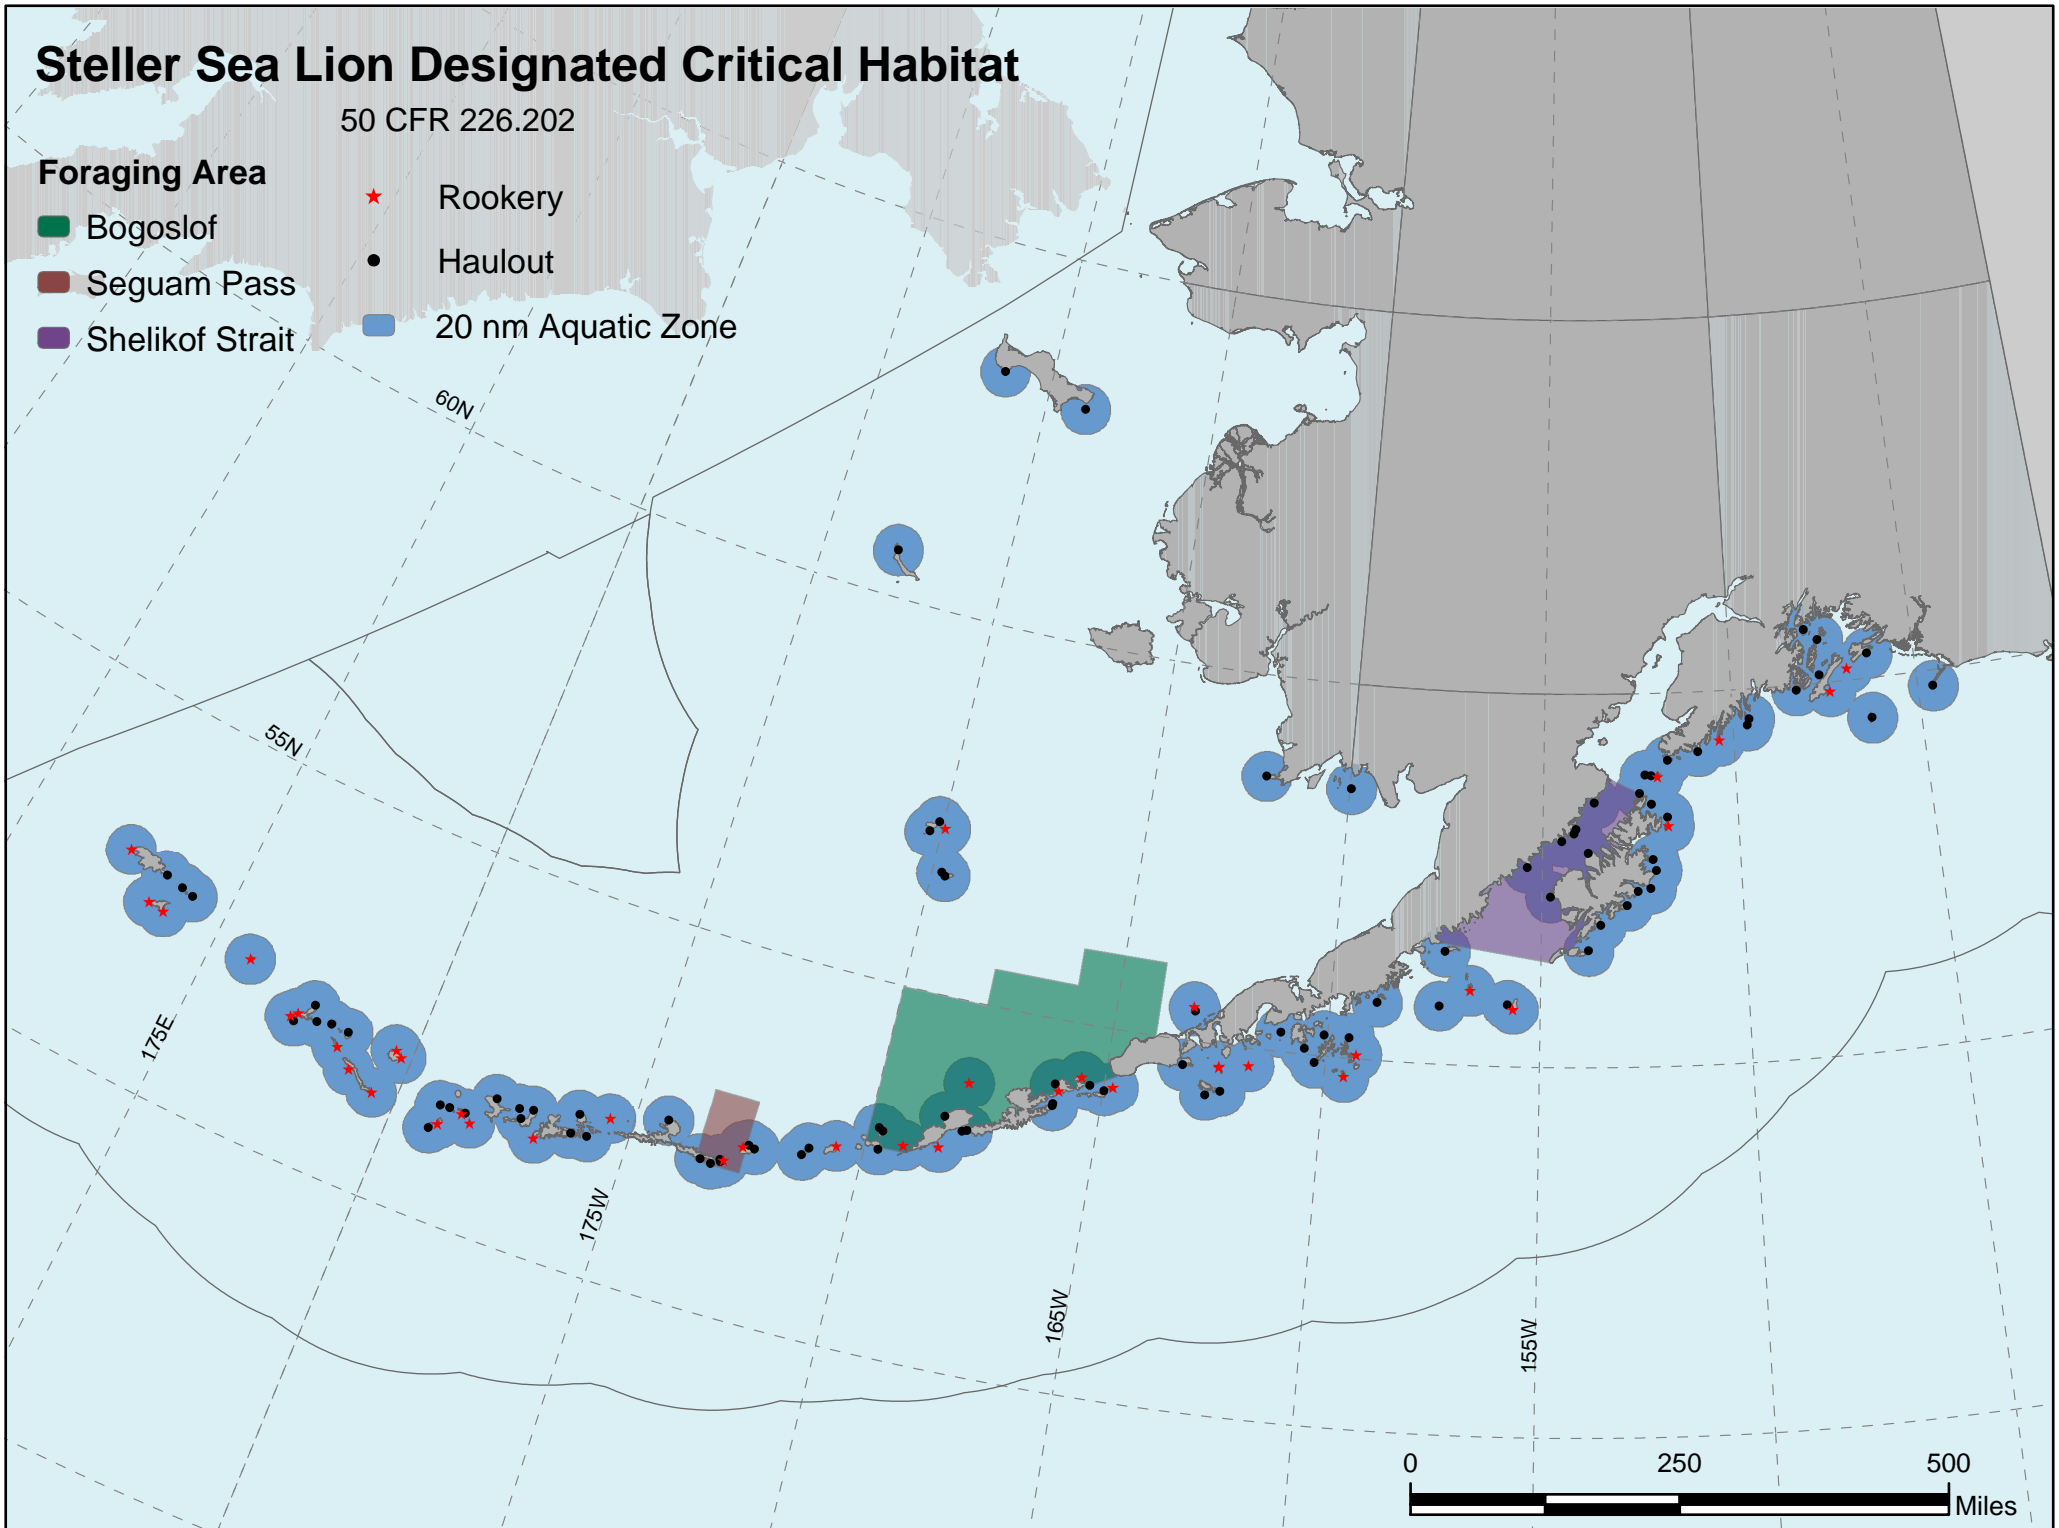 Steller Sea Lion Designated Critical Habitat
50 CFR 226.202
Foraging Area
Bogoslof
Seguam Pass
Shelikof Strait
Rookery
Haulout
20 nm Aquatic Zone
60N
55N
175E
175W
165W
155W
0 250 500
Miles